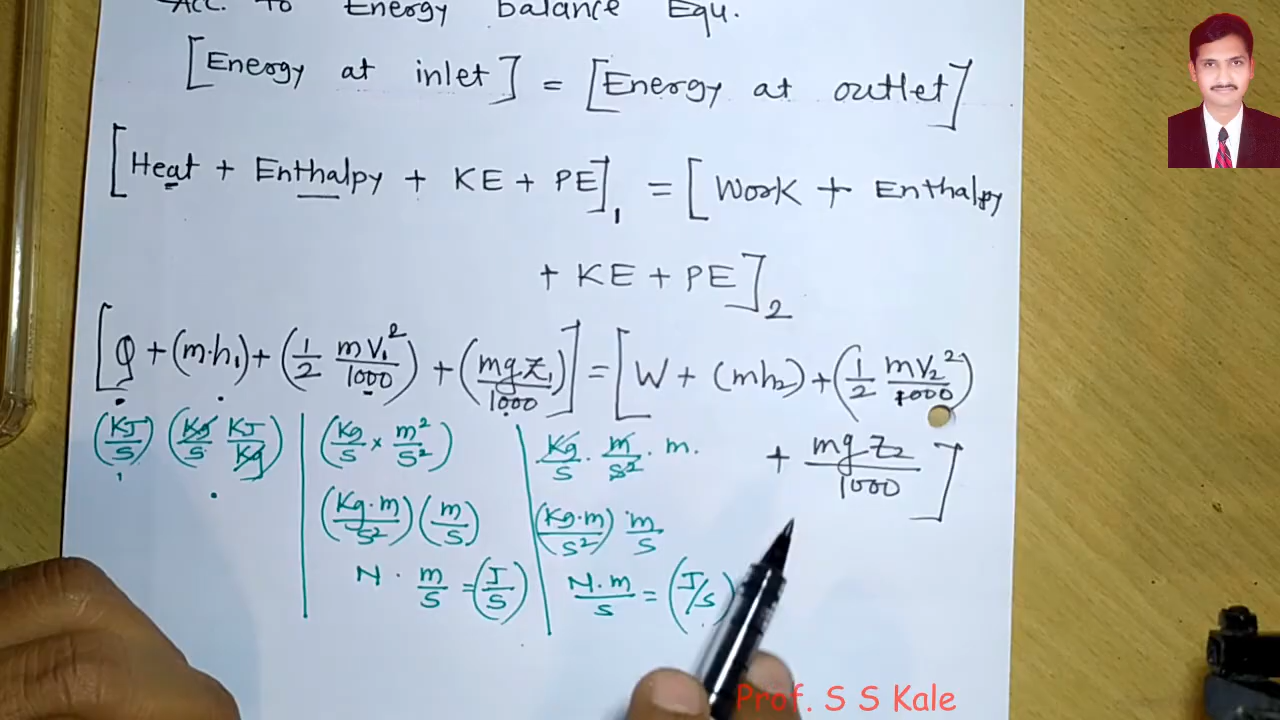 Acc. to Energy balance Equ.
[Energy at inlet] = [Energy at outlet]
[Heat + Enthalpy + KE + PE]₁ = [Work + Enthalpy
+ KE + PE]₂
[Q + (m·h₁) + (1/2 mV₁²/1000) + (mgz₁/1000)] = [W + (mh₂) + (1/2 mV₂²/1000)
+ mgz₂/1000]
(KJ/S) (Kg/S KJ/Kg) (Kg/S × m²/S²) Kg/S · m/S² · m.
(Kg·m/S²)(m/S) (Kg·m/S²) m/S
N · m/S = (J/S) N·m/S = (J/S)
Prof. S S Kale